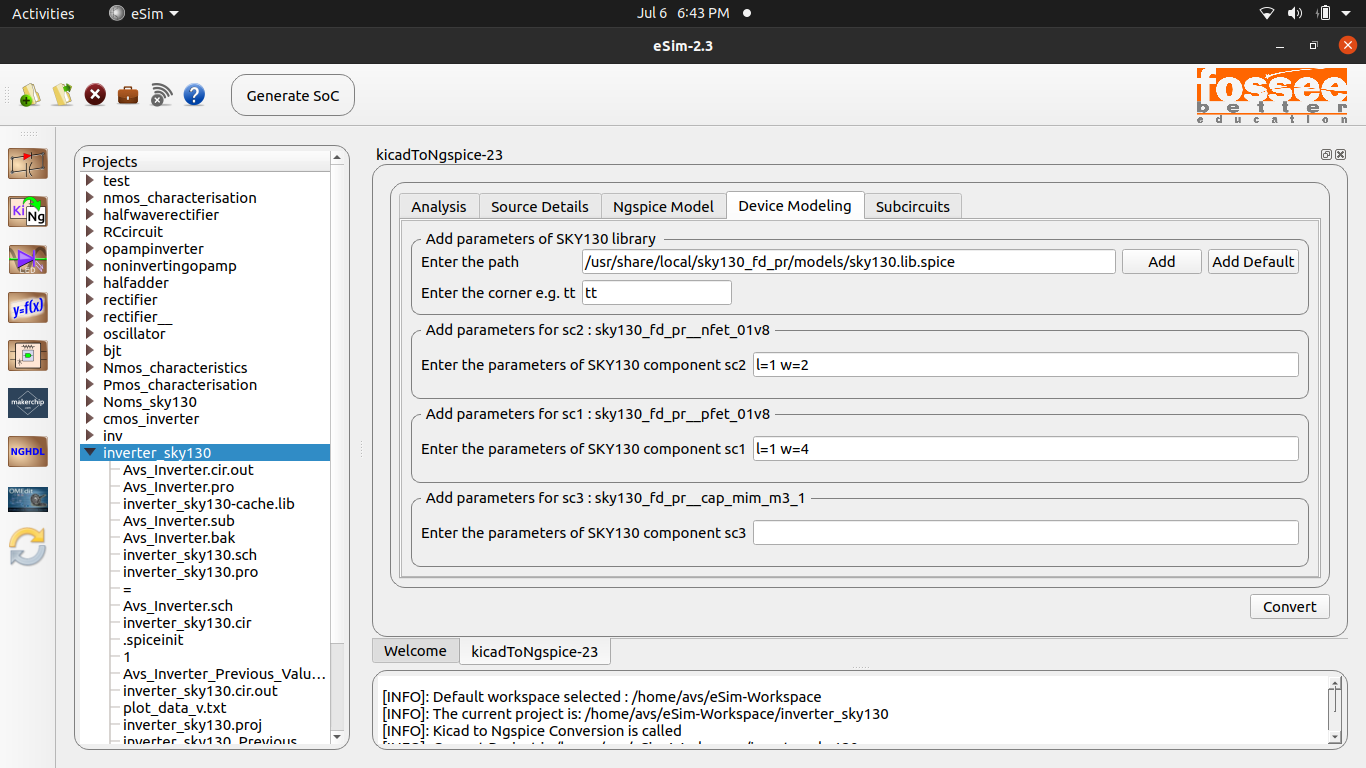 Activities eSim Jul 6 6:43 PM
eSim-2.3
Generate SoC
fossee
better
education
Projects
test
nmos_characterisation
halfwaverectifier
RCcircuit
opampinverter
noninvertingopamp
halfadder
rectifier
rectifier__
oscillator
bjt
Nmos_characteristics
Pmos_characterisation
Noms_sky130
cmos_inverter
inv
inverter_sky130
Avs_Inverter.cir.out
Avs_Inverter.pro
inverter_sky130-cache.lib
Avs_Inverter.sub
Avs_Inverter.bak
inverter_sky130.sch
inverter_sky130.pro
=
Avs_Inverter.sch
inverter_sky130.cir
.spiceinit
1
Avs_Inverter_Previous_Valu...
inverter_sky130.cir.out
plot_data_v.txt
inverter_sky130.proj
inverter_sky130_Previous
Ki Ng
y=f(x)
makerchip
NGHDL
OMEdit
kicadToNgspice-23
Analysis Source Details Ngspice Model Device Modeling Subcircuits
Add parameters of SKY130 library
Enter the path /usr/share/local/sky130_fd_pr/models/sky130.lib.spice Add Add Default
Enter the corner e.g. tt tt
Add parameters for sc2 : sky130_fd_pr__nfet_01v8
Enter the parameters of SKY130 component sc2 l=1 w=2
Add parameters for sc1 : sky130_fd_pr__pfet_01v8
Enter the parameters of SKY130 component sc1 l=1 w=4
Add parameters for sc3 : sky130_fd_pr__cap_mim_m3_1
Enter the parameters of SKY130 component sc3
Convert
Welcome kicadToNgspice-23
[INFO]: Default workspace selected : /home/avs/eSim-Workspace
[INFO]: The current project is: /home/avs/eSim-Workspace/inverter_sky130
[INFO]: Kicad to Ngspice Conversion is called